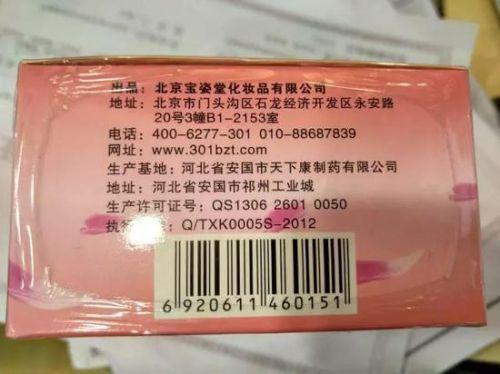 出品：北京宝姿堂化妆品有限公司
地址：北京市门头沟区石龙经济开发区永安路
20号3幢B1-2153室
电话：400-6277-301 010-88687839
网址：www.301bzt.com
生产基地：河北省安国市天下康制药有限公司
地址：河北省安国市祁州工业城
生产许可证号：QS1306 2601 0050
执行 Q/TXK0005S-2012
6 920611 460151